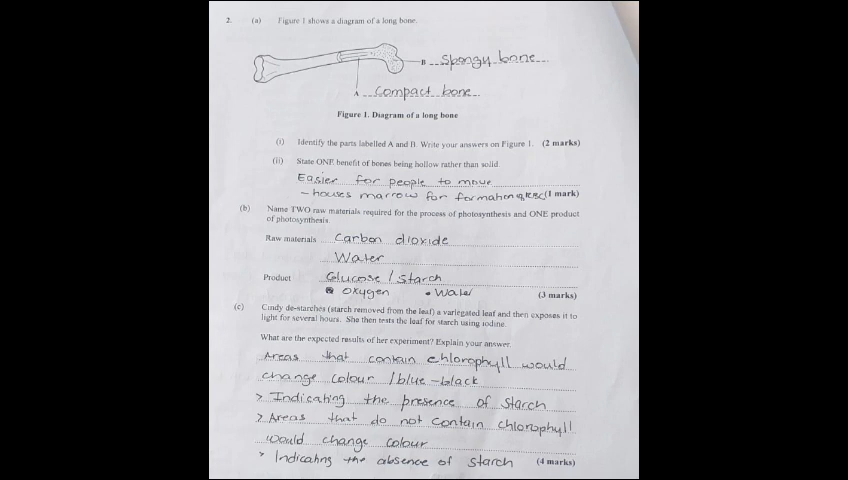 2. (a) Figure 1 shows a diagram of a long bone.
B Spongy bone
A Compact bone
Figure 1. Diagram of a long bone
(i) Identify the parts labelled A and B. Write your answers on Figure 1. (2 marks)
(ii) State ONE benefit of bones being hollow rather than solid.
Easier for people to move
- houses marrow for formation of RBC (1 mark)
(b) Name TWO raw materials required for the process of photosynthesis and ONE product
of photosynthesis
Raw materials Carbon dioxide
Water
Product Glucose / Starch
Oxygen • Water
(3 marks)
(c) Cindy de-starches (starch removed from the leaf) a variegated leaf and then exposes it to
light for several hours. She then tests the leaf for starch using iodine.
What are the expected results of her experiment? Explain your answer.
Areas that contain chlorophyll would
change colour / blue-black
> Indicating the presence of starch
> Areas that do not contain chlorophyll
would change colour
> Indicating the absence of starch (4 marks)